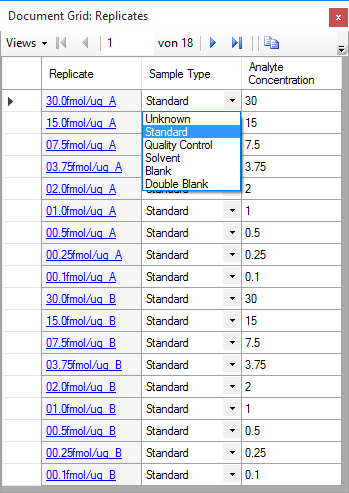 Document Grid: Replicates x
Views 1 von 18
Replicate Sample Type Analyte Concentration
30.0fmol/ug_A Standard 30
15.0fmol/ug_A Unknown 15
Standard
07.5fmol/ug_A Quality Control 7.5
03.75fmol/ug_A Solvent 3.75
Blank
02.0fmol/ug_A Double Blank 2
01.0fmol/ug_A Standard 1
00.5fmol/ug_A Standard 0.5
00.25fmol/ug_A Standard 0.25
00.1fmol/ug_A Standard 0.1
30.0fmol/ug_B Standard 30
15.0fmol/ug_B Standard 15
07.5fmol/ug_B Standard 7.5
03.75fmol/ug_B Standard 3.75
02.0fmol/ug_B Standard 2
01.0fmol/ug_B Standard 1
00.5fmol/ug_B Standard 0.5
00.25fmol/ug_B Standard 0.25
00.1fmol/ug_B Standard 0.1